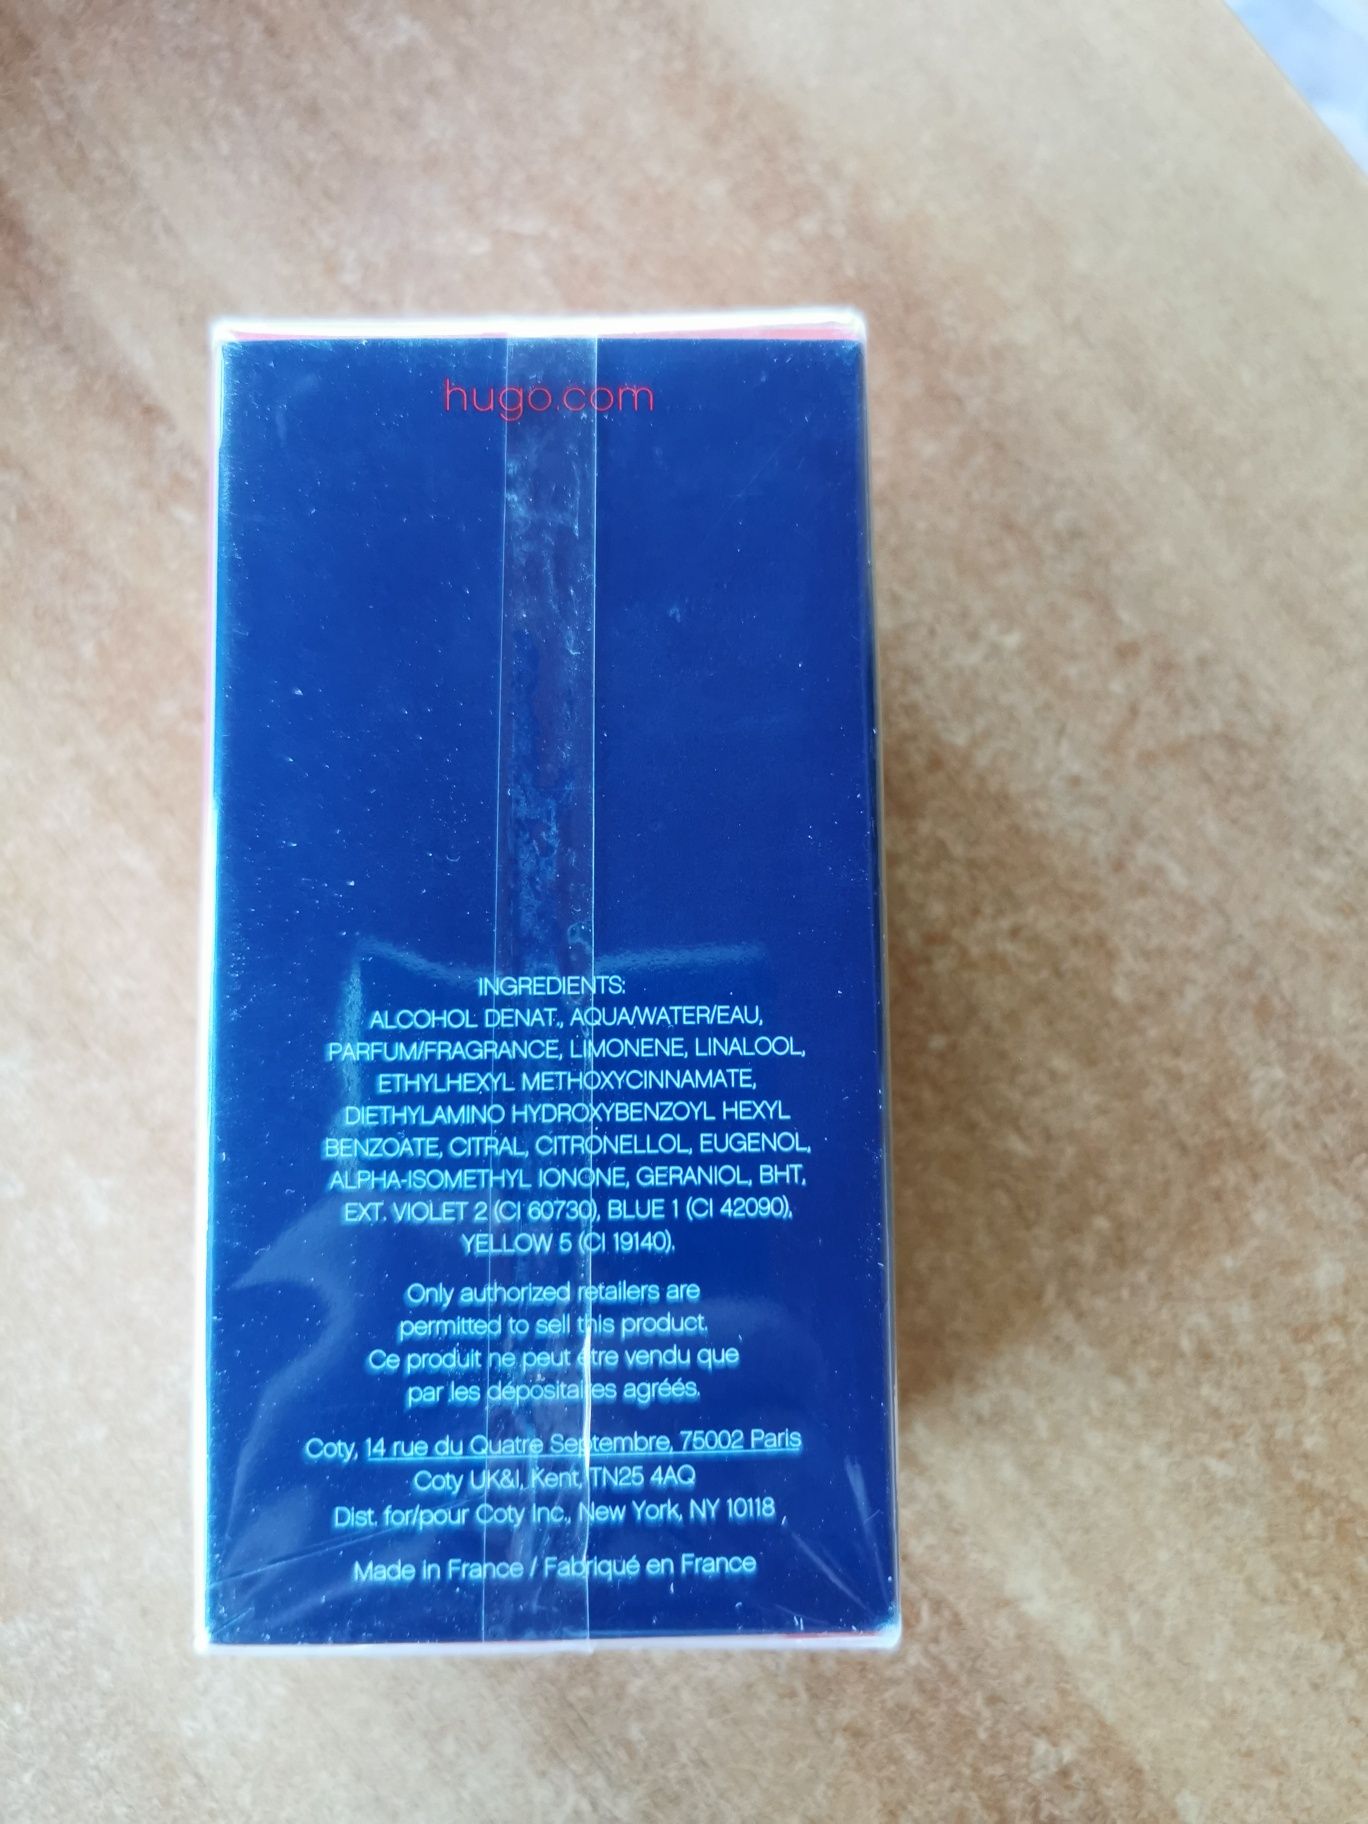 hugo.com
INGREDIENTS:
ALCOHOL DENAT., AQUA/WATER/EAU,
PARFUM/FRAGRANCE, LIMONENE, LINALOOL,
ETHYLHEXYL METHOXYCINNAMATE,
DIETHYLAMINO HYDROXYBENZOYL HEXYL
BENZOATE, CITRAL, CITRONELLOL, EUGENOL,
ALPHA-ISOMETHYL IONONE, GERANIOL, BHT,
EXT. VIOLET 2 (CI 60730), BLUE 1 (CI 42090),
YELLOW 5 (CI 19140).
Only authorized retailers are
permitted to sell this product.
Ce produit ne peut être vendu que
par les dépositaires agréés.
Coty, 14 rue du Quatre Septembre, 75002 Paris
Coty UK&I, Kent, TN25 4AQ
Dist. for/pour Coty Inc., New York, NY 10118
Made in France / Fabriqué en France